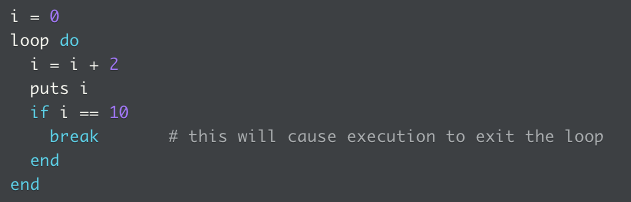 i = 0
loop do
  i = i + 2
  puts i
  if i == 10
    break       # this will cause execution to exit the loop
  end
end